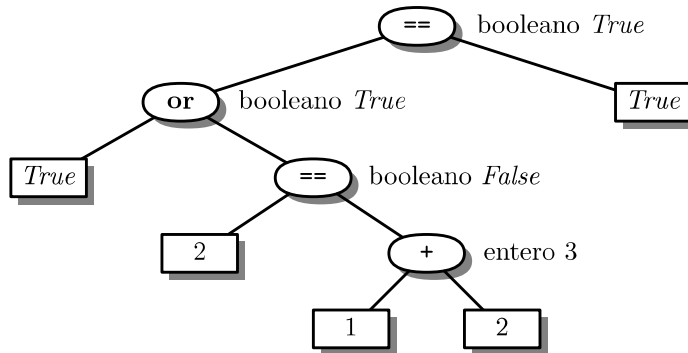 == booleano True
or booleano True True
True == booleano False
2 + entero 3
1 2